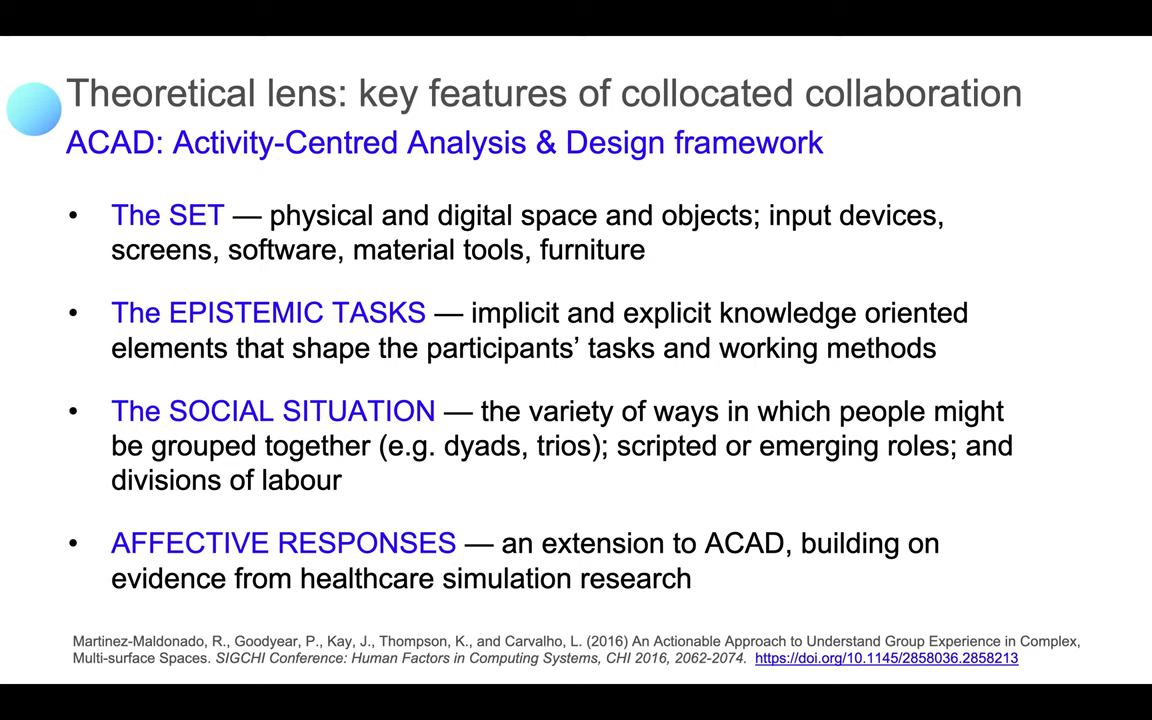 Theoretical lens: key features of collocated collaboration
ACAD: Activity-Centred Analysis & Design framework
• The SET — physical and digital space and objects; input devices,
screens, software, material tools, furniture
• The EPISTEMIC TASKS — implicit and explicit knowledge oriented
elements that shape the participants’ tasks and working methods
• The SOCIAL SITUATION — the variety of ways in which people might
be grouped together (e.g. dyads, trios); scripted or emerging roles; and
divisions of labour
• AFFECTIVE RESPONSES — an extension to ACAD, building on
evidence from healthcare simulation research
Martinez-Maldonado, R., Goodyear, P., Kay, J., Thompson, K., and Carvalho, L. (2016) An Actionable Approach to Understand Group Experience in Complex,
Multi-surface Spaces. SIGCHI Conference: Human Factors in Computing Systems, CHI 2016, 2062-2074. https://doi.org/10.1145/2858036.2858213